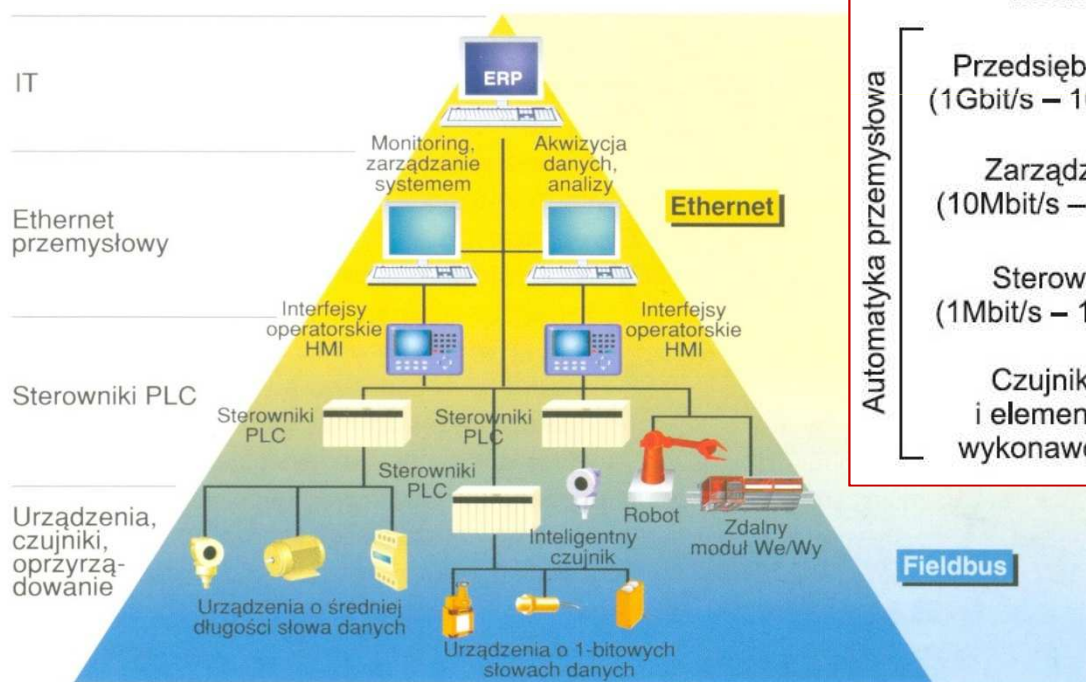 IT
Ethernet
przemysłowy
Sterowniki PLC
Urządzenia,
czujniki,
oprzyrzą-
dowanie
ERP
Monitoring,
zarządzanie
systemem
Akwizycja
danych,
analizy
Ethernet
Interfejsy
operatorskie
HMI
Interfejsy
operatorskie
HMI
Sterowniki
PLC
Sterowniki
PLC
Sterowniki
PLC
Inteligentny
czujnik
Robot
Zdalny
moduł We/Wy
Urządzenia o średniej
długości słowa danych
Urządzenia o 1-bitowych
słowach danych
Fieldbus
Automatyka przemysłowa
Przedsięb
(1Gbit/s – 1
Zarządz
(10Mbit/s –
Sterow
(1Mbit/s – 1
Czujnik
i elemen
wykonaw